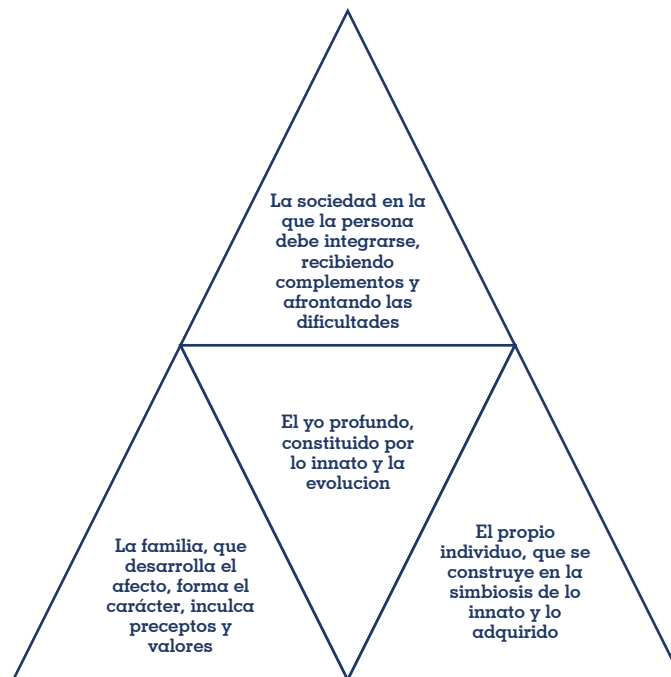 La sociedad en la
que la persona
debe integrarse,
recibiendo
complementos y
afrontando las
dificultades
El yo profundo,
constituido por
lo innato y la
evolucion
La familia, que
desarrolla el
afecto, forma el
carácter, inculca
preceptos y
valores
El propio
individuo, que se
construye en la
simbiosis de lo
innato y lo
adquirido